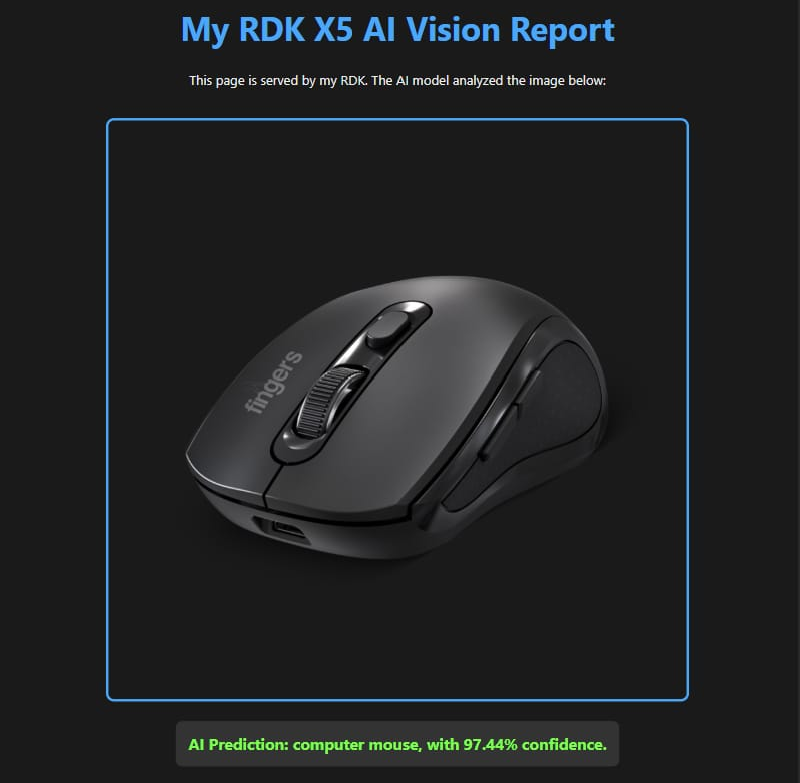 My RDK X5 AI Vision Report
This page is served by my RDK. The AI model analyzed the image below:
fingers
AI Prediction: computer mouse, with 97.44% confidence.